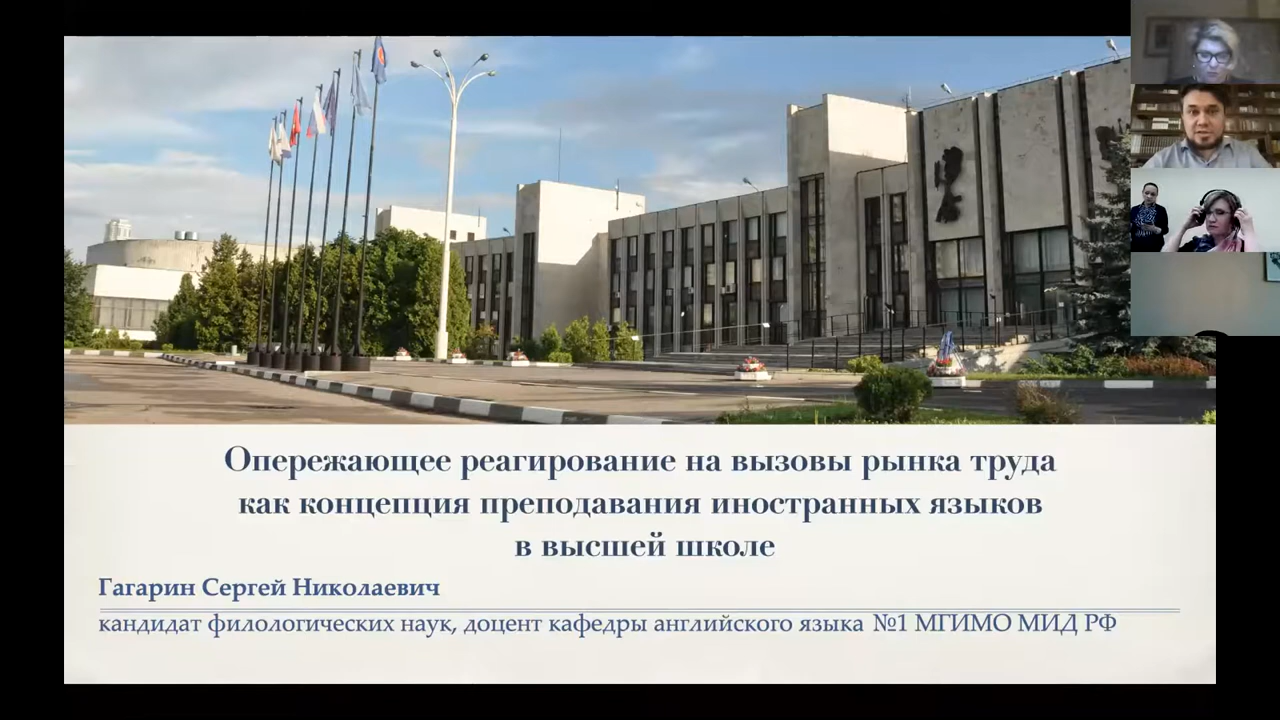 Опережающее реагирование на вызовы рынка труда
как концепция преподавания иностранных языков
в высшей школе
Гагарин Сергей Николаевич
кандидат филологических наук, доцент кафедры английского языка №1 МГИМО МИД РФ